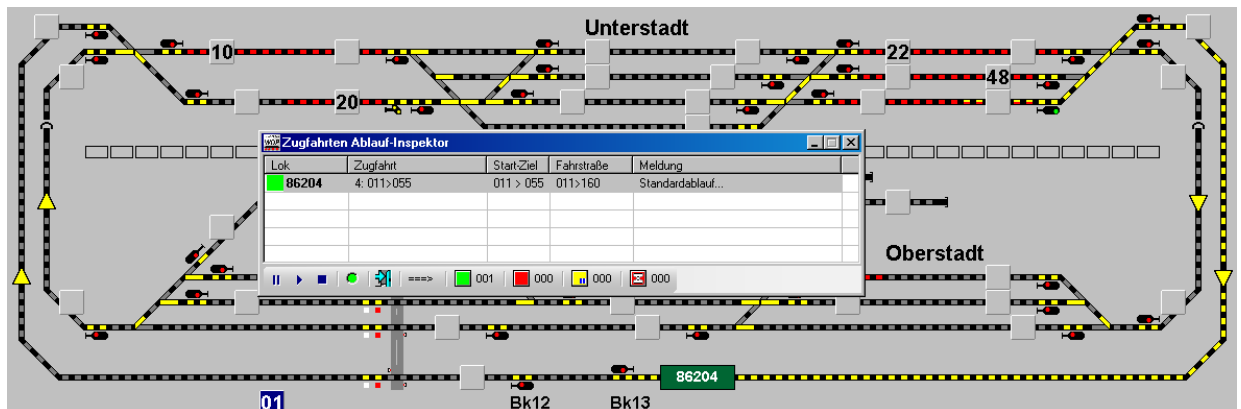 Unterstadt
10
22
48
20
Zugfahrten Ablauf-Inspektor
Lok Zugfahrt Start-Ziel Fahrstraße Meldung
86204 4: 011>055 011 > 055 011>160 Standardablauf...
Oberstadt
===> 001 000 000 000
86204
01 Bk12 Bk13